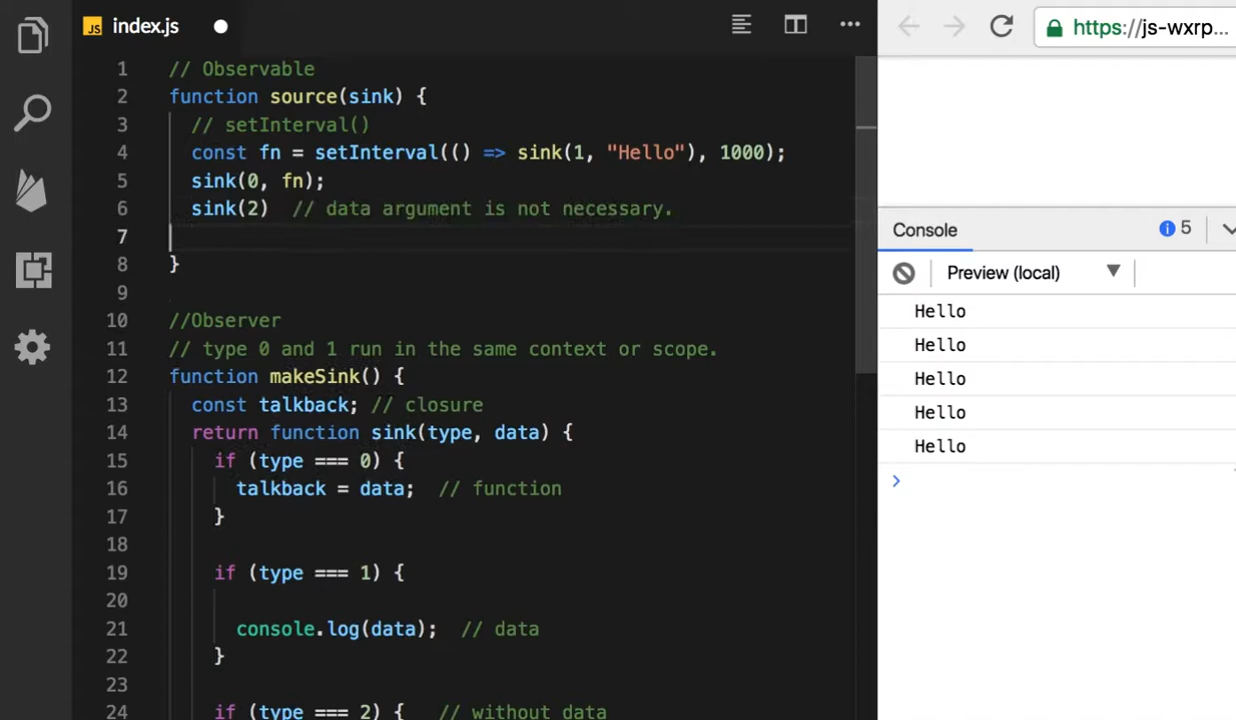 JS index.js
https://js-wxrp...
1 // Observable
2 function source(sink) {
3 // setInterval()
4 const fn = setInterval(() => sink(1, "Hello"), 1000);
5 sink(0, fn);
6 sink(2) // data argument is not necessary.
7
8 }
9
10 //Observer
11 // type 0 and 1 run in the same context or scope.
12 function makeSink() {
13 const talkback; // closure
14 return function sink(type, data) {
15 if (type === 0) {
16 talkback = data; // function
17 }
18
19 if (type === 1) {
20
21 console.log(data); // data
22 }
23
24 if (type === 2) { // without data
Console 5
Preview (local)
Hello
Hello
Hello
Hello
Hello